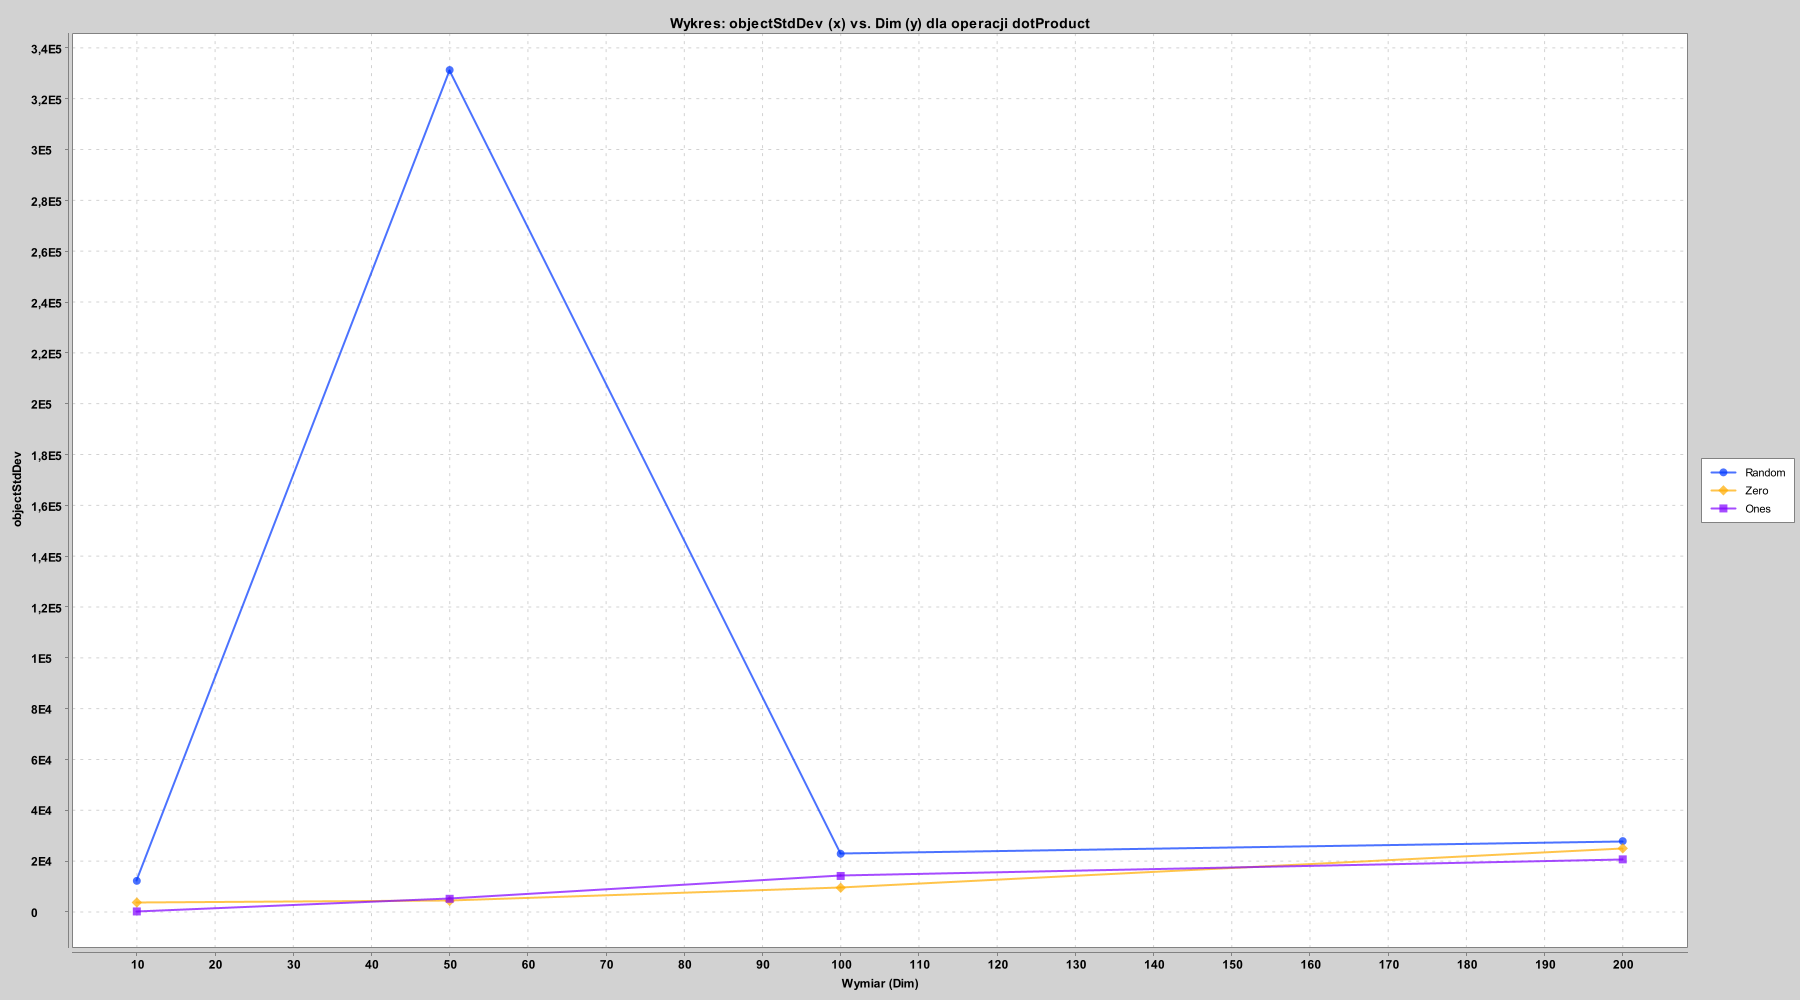 Wykres: objectStdDev (x) vs. Dim (y) dla operacji dotProduct
3,4E5
3,2E5
3E5
2,8E5
2,6E5
2,4E5
2,2E5
2E5
1,8E5
1,6E5
1,4E5
1,2E5
1E5
8E4
6E4
4E4
2E4
0
objectStdDev
10 20 30 40 50 60 70 80 90 100 110 120 130 140 150 160 170 180 190 200
Wymiar (Dim)
Random
Zero
Ones